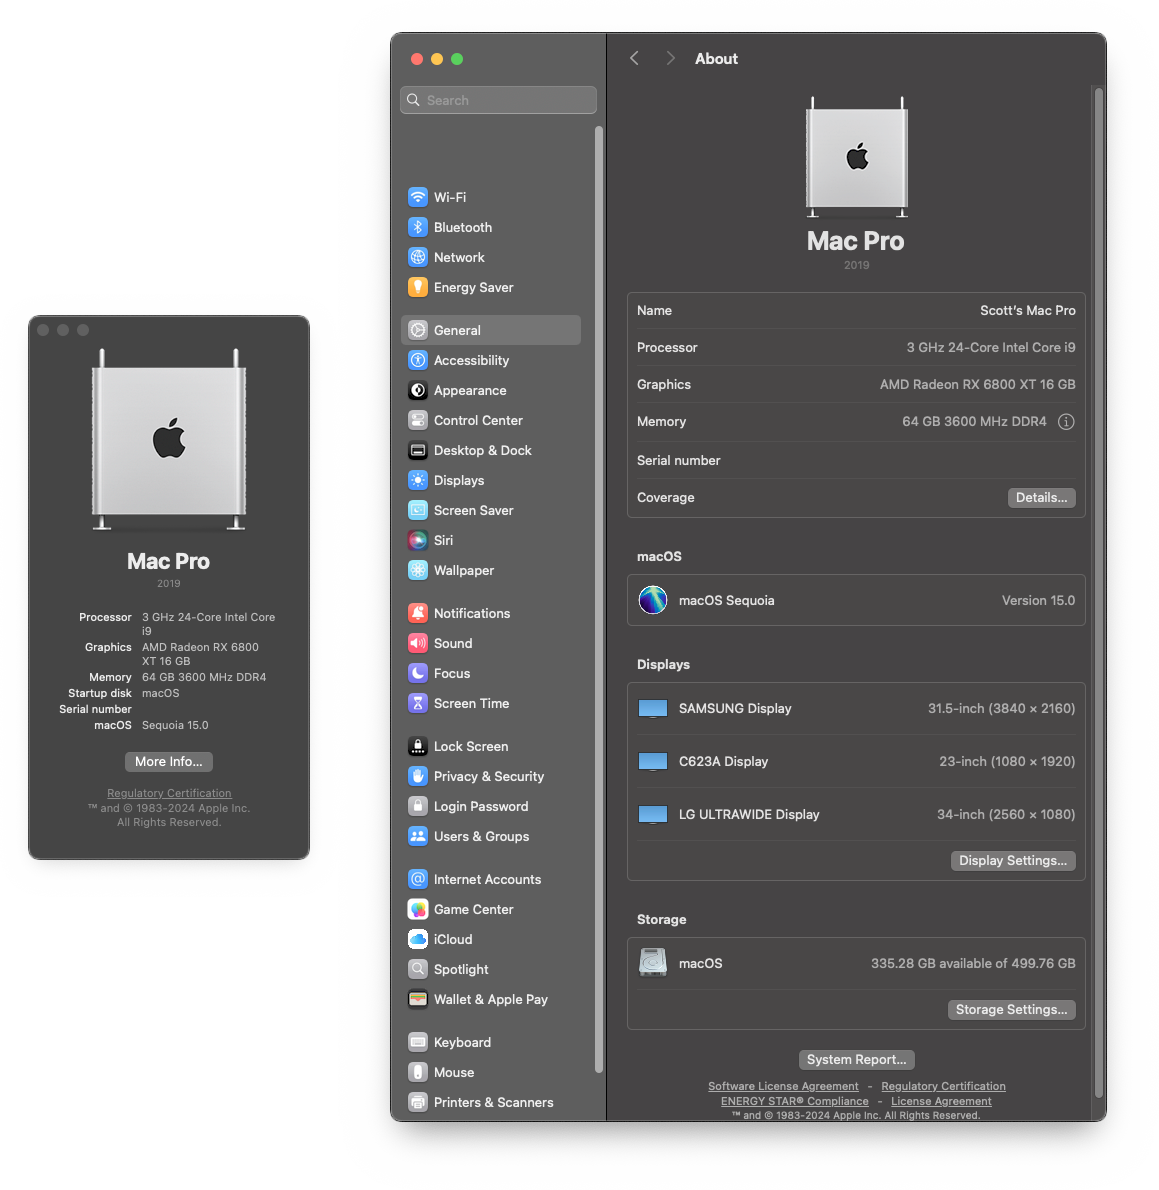 Mac Pro
2019
Processor 3 GHz 24-Core Intel Core
i9
Graphics AMD Radeon RX 6800
XT 16 GB
Memory 64 GB 3600 MHz DDR4
Startup disk macOS
Serial number
macOS Sequoia 15.0
More Info...
Regulatory Certification
™ and © 1983-2024 Apple Inc.
All Rights Reserved.
Search
Wi-Fi
Bluetooth
Network
Energy Saver
General
Accessibility
Appearance
Control Center
Desktop & Dock
Displays
Screen Saver
Siri
Wallpaper
Notifications
Sound
Focus
Screen Time
Lock Screen
Privacy & Security
Login Password
Users & Groups
Internet Accounts
Game Center
iCloud
Spotlight
Wallet & Apple Pay
Keyboard
Mouse
Printers & Scanners
About
Mac Pro
2019
Name Scott's Mac Pro
Processor 3 GHz 24-Core Intel Core i9
Graphics AMD Radeon RX 6800 XT 16 GB
Memory 64 GB 3600 MHz DDR4
Serial number
Coverage Details...
macOS
macOS Sequoia Version 15.0
Displays
SAMSUNG Display 31.5-inch (3840 × 2160)
C623A Display 23-inch (1080 × 1920)
LG ULTRAWIDE Display 34-inch (2560 × 1080)
Display Settings...
Storage
macOS 335.28 GB available of 499.76 GB
Storage Settings...
System Report...
Software License Agreement - Regulatory Certification
ENERGY STAR® Compliance - License Agreement
™ and © 1983-2024 Apple Inc. All Rights Reserved.